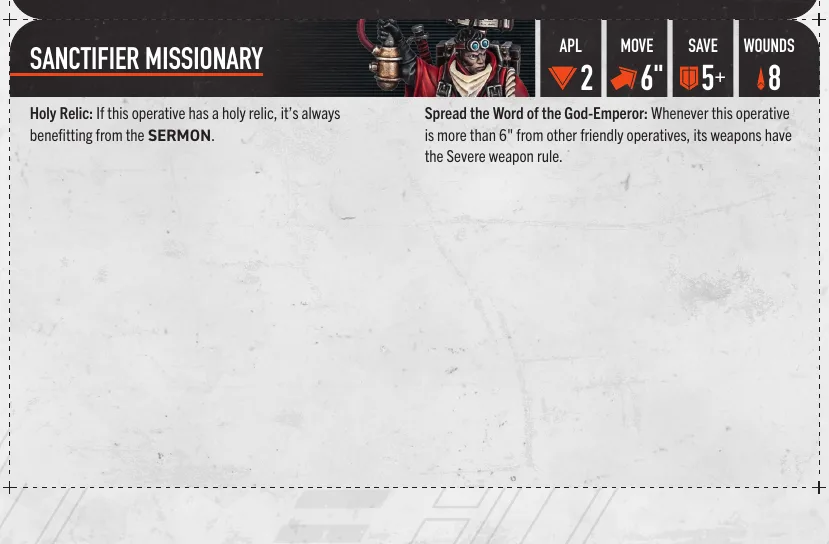 SANCTIFIER MISSIONARY
APL
2
MOVE
6"
SAVE
5+
WOUNDS
8
Holy Relic: If this operative has a holy relic, it's always
benefitting from the SERMON.
Spread the Word of the God-Emperor: Whenever this operative
is more than 6" from other friendly operatives, its weapons have
the Severe weapon rule.